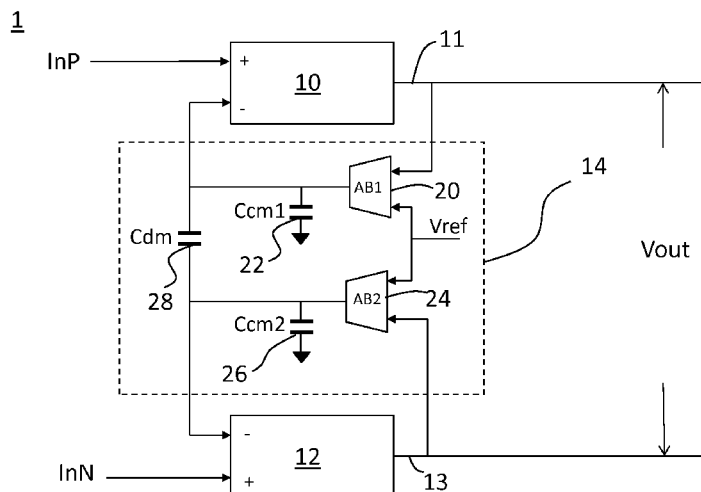 1
InP
+
10
-
11
AB1
20
14
Ccm1
22
Vref
Cdm
28
Vout
AB2
24
Ccm2
26
-
12
+
InN
13